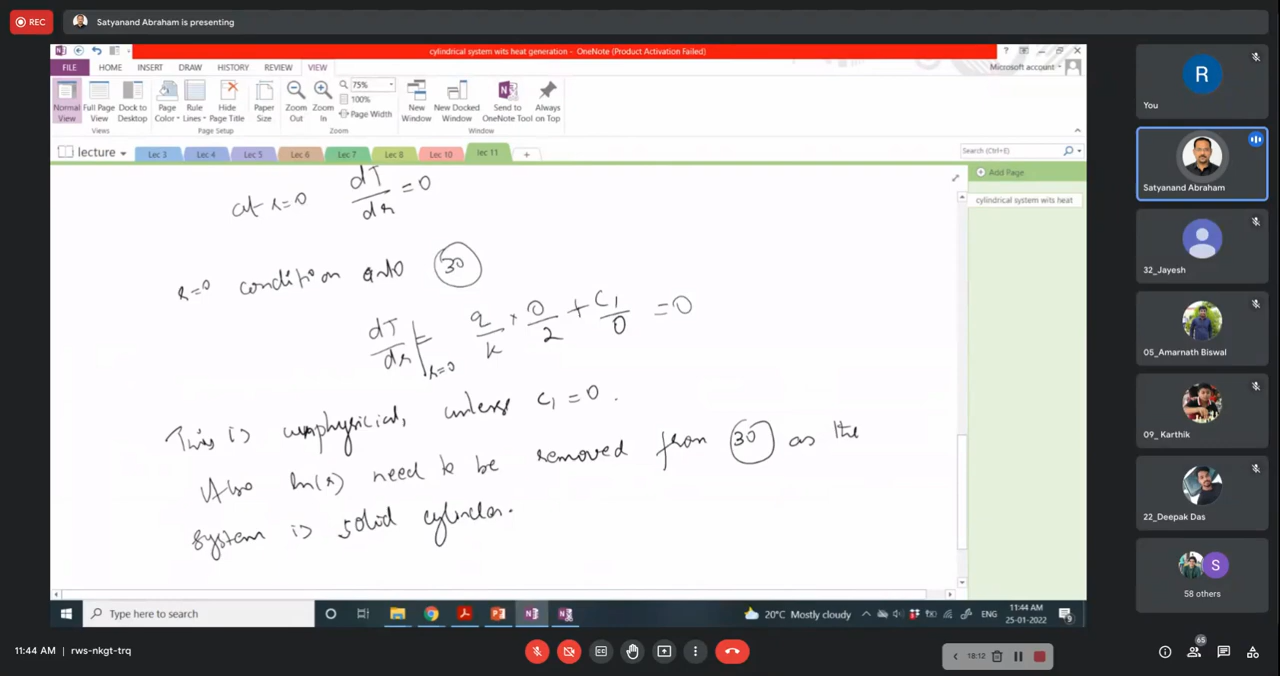 REC
Satyanand Abraham is presenting
cylindrical system wits heat generation - OneNote (Product Activation Failed)
FILE HOME INSERT DRAW HISTORY REVIEW VIEW
Microsoft account
Normal View
Full Page View
Dock to Desktop
Views
Page Color
Rule Lines
Hide Page Title
Page Setup
Paper Size
Zoom Out
Zoom In
75%
100%
Page Width
Zoom
New Window
New Docked Window
Send to OneNote Tool
Always on Top
Window
lecture
Lec 3 Lec 4 Lec 5 Lec 6 Lec 7 Lec 8 Lec 10 lec 11
Search (Ctrl+E)
Add Page
cylindrical system wits heat
at r=0 dT/dr = 0
r=0 condition onto 30
dT/dr|r=0 = q/k × 0/2 + C1/0 = 0
This is unphysicial, unless C1 = 0.
Also ln(r) need to be removed from 30 as the
system is solid cylinder.
Type here to search
20°C Mostly cloudy
ENG
11:44 AM
25-01-2022
9
R
You
Satyanand Abraham
32_Jayesh
05_Amarnath Biswal
09_ Karthik
22_Deepak Das
S
58 others
11:44 AM | rws-nkgt-trq
18:12
65